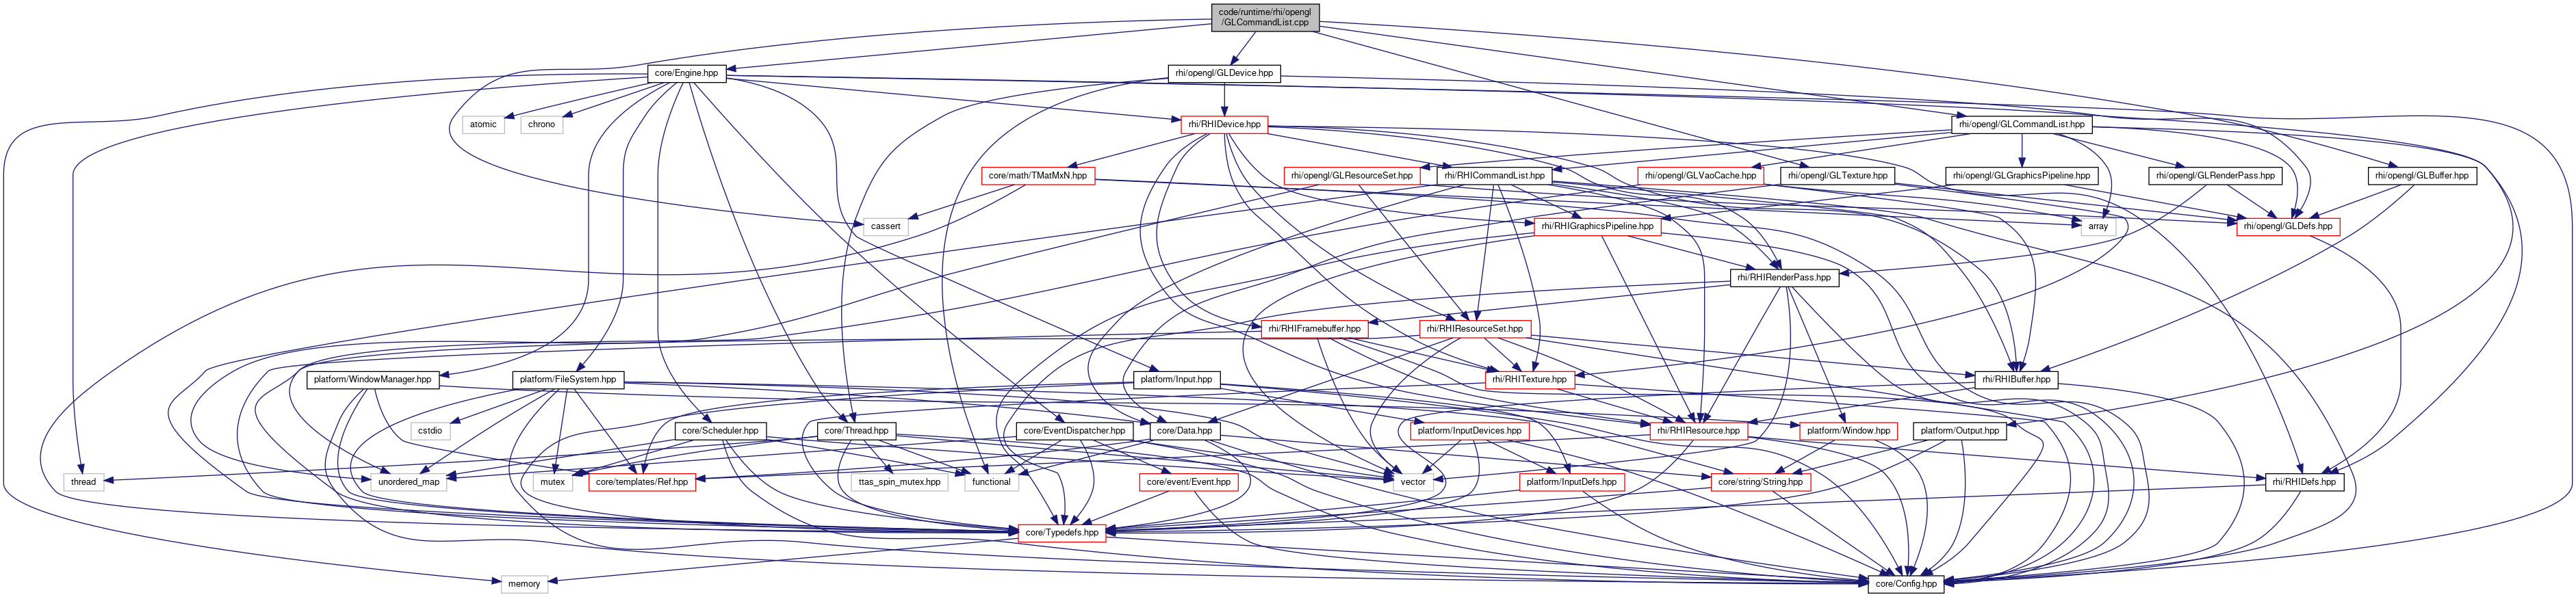 code/runtime/rhi/opengl
/GLCommandList.cpp
core/Engine.hpp
rhi/opengl/GLDevice.hpp
atomic
chrono
rhi/RHIDevice.hpp
rhi/opengl/GLCommandList.hpp
core/math/TMatMxN.hpp
rhi/opengl/GLResourceSet.hpp
rhi/RHICommandList.hpp
rhi/opengl/GLVaoCache.hpp
rhi/opengl/GLTexture.hpp
rhi/opengl/GLGraphicsPipeline.hpp
rhi/opengl/GLRenderPass.hpp
rhi/opengl/GLBuffer.hpp
cassert
rhi/RHIGraphicsPipeline.hpp
array
rhi/opengl/GLDefs.hpp
rhi/RHIRenderPass.hpp
rhi/RHIFramebuffer.hpp
rhi/RHIResourceSet.hpp
platform/WindowManager.hpp
platform/FileSystem.hpp
platform/Input.hpp
rhi/RHITexture.hpp
rhi/RHIBuffer.hpp
cstdio
core/Scheduler.hpp
core/Thread.hpp
core/EventDispatcher.hpp
core/Data.hpp
platform/InputDevices.hpp
rhi/RHIResource.hpp
platform/Window.hpp
platform/Output.hpp
thread
unordered_map
mutex
core/templates/Ref.hpp
ttas_spin_mutex.hpp
functional
core/event/Event.hpp
vector
platform/InputDefs.hpp
core/string/String.hpp
rhi/RHIDefs.hpp
core/Typedefs.hpp
memory
core/Config.hpp